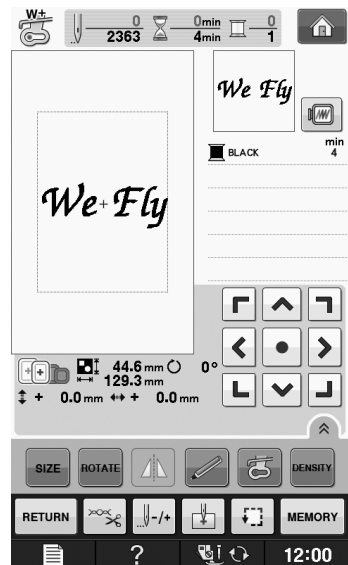 W+
0
2363
0min
4min
0
1
We Fly
min
BLACK 4
We Fly
44.6 mm 0°
129.3 mm
+ 0.0 mm + 0.0 mm
SIZE ROTATE DENSITY
RETURN -/+ MEMORY
? 12:00